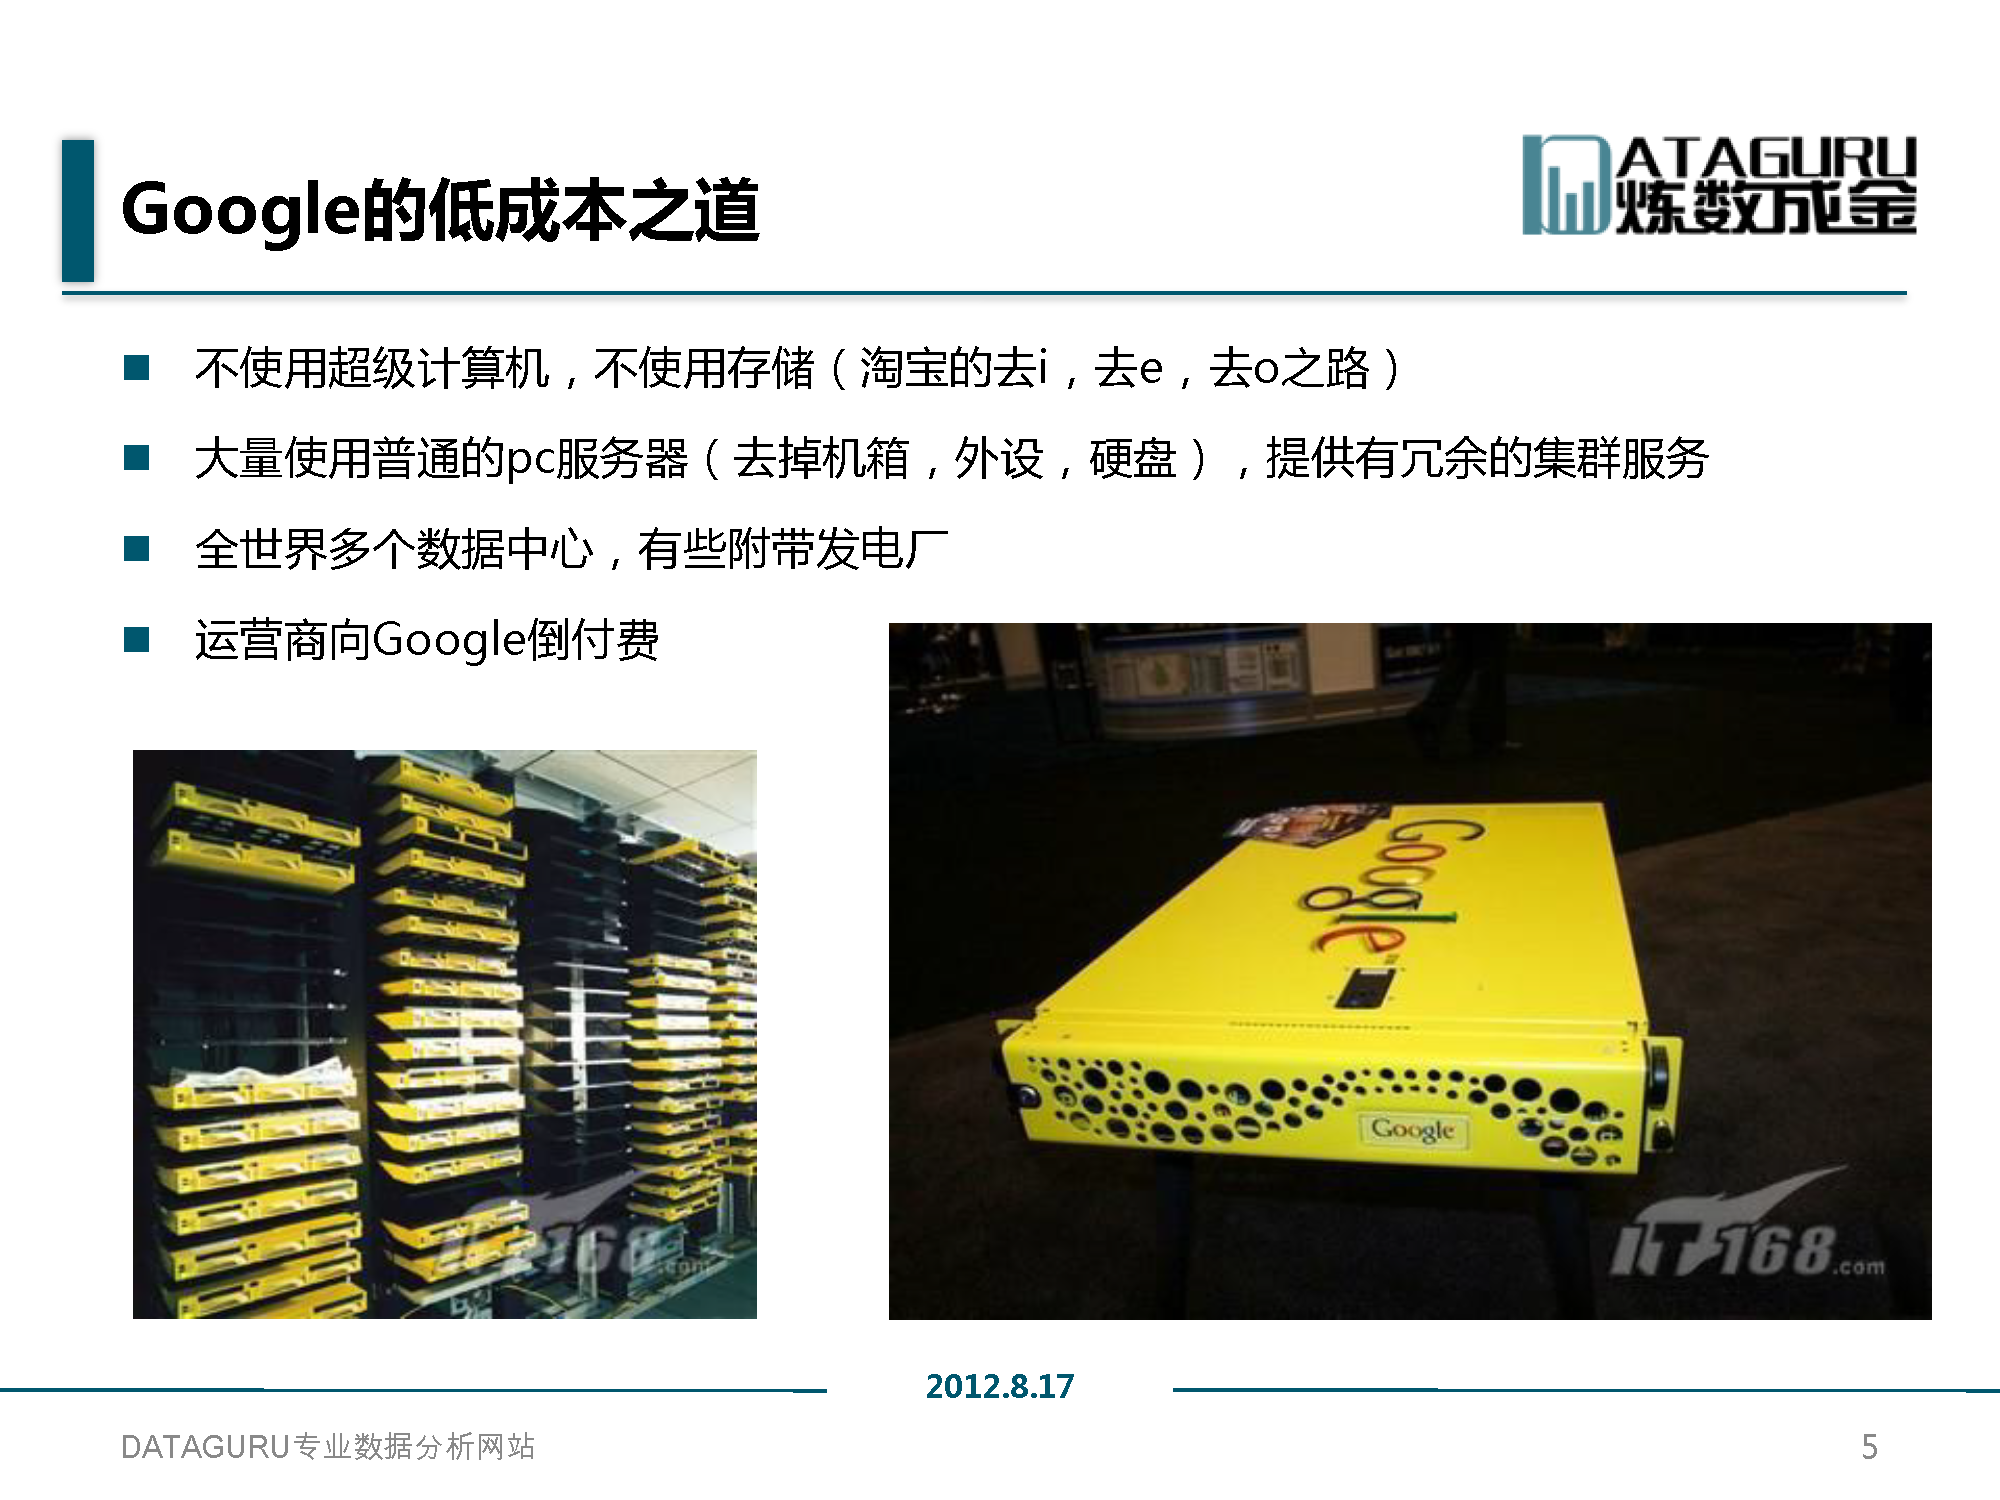 Google的低成本之道
ATAGURU
炼数成金
不使用超级计算机，不使用存储（淘宝的去i，去e，去o之路）
大量使用普通的pc服务器（去掉机箱，外设，硬盘），提供有冗余的集群服务
全世界多个数据中心，有些附带发电厂
运营商向Google倒付费
Google
Google
IT168.com
IT168.com
2012.8.17
DATAGURU专业数据分析网站
5